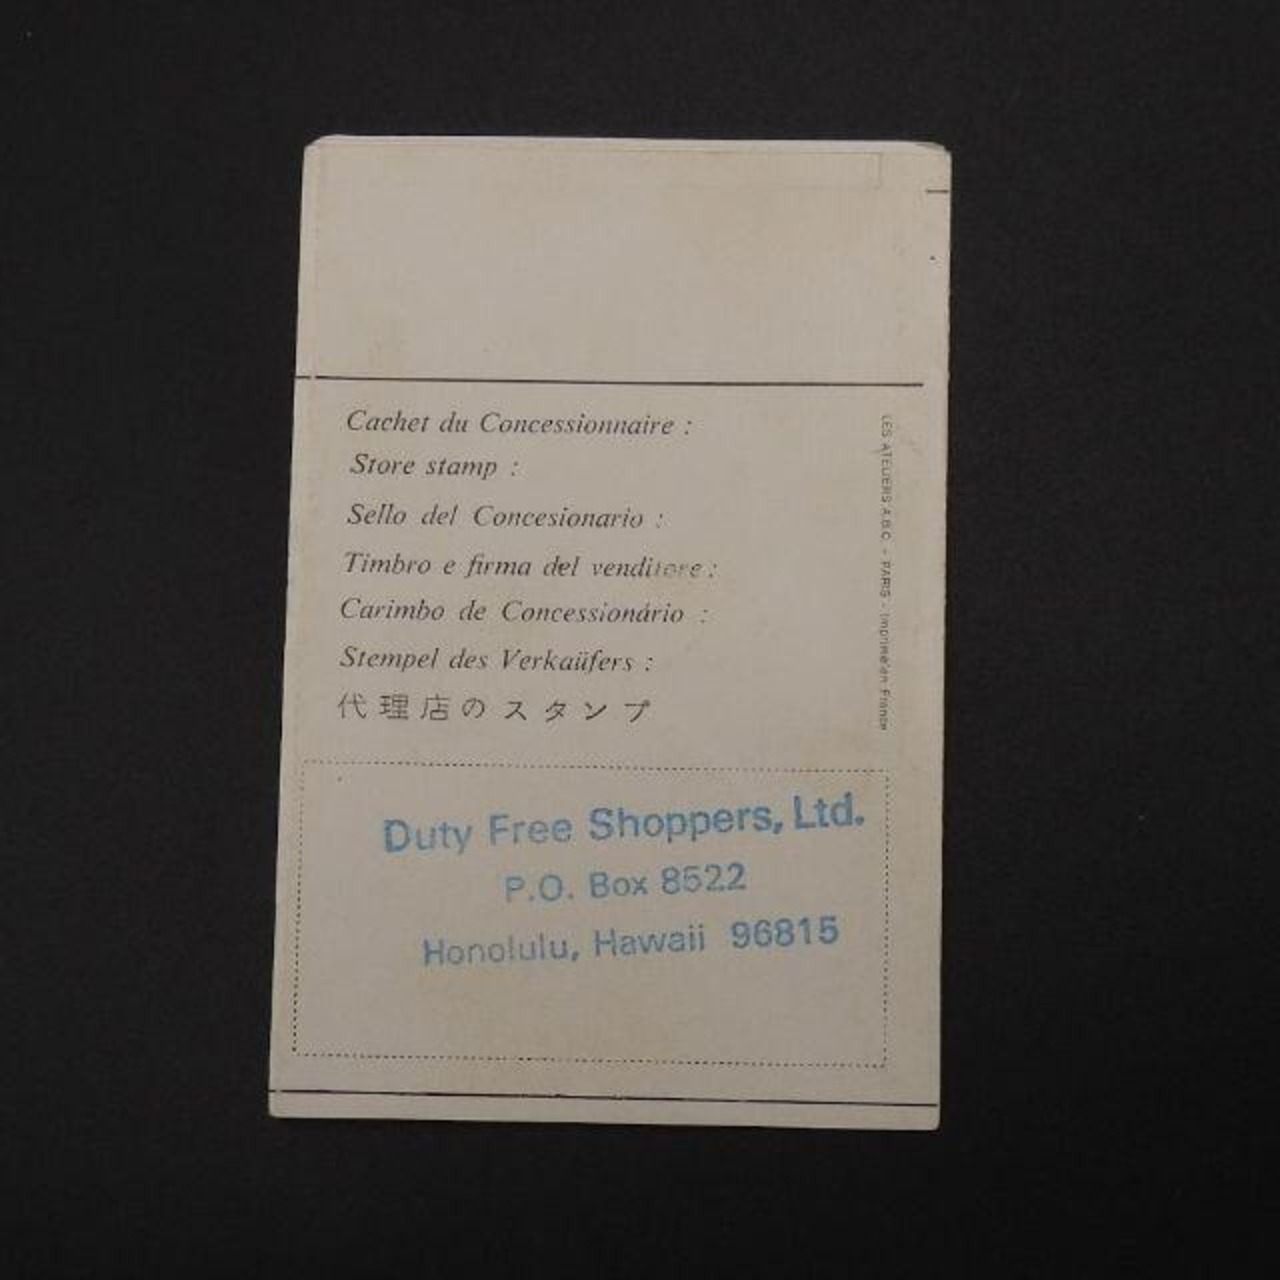 Cachet du Concessionnaire :
Store stamp :
Sello del Concesionario :
Timbro e firma del venditore :
Carimbo de Concessionário :
Stempel des Verkaüfers :
代理店のスタンプ
LES ATELIERS A.B.C. - PARIS - Imprimé en France
Duty Free Shoppers, Ltd.
P.O. Box 8522
Honolulu, Hawaii 96815